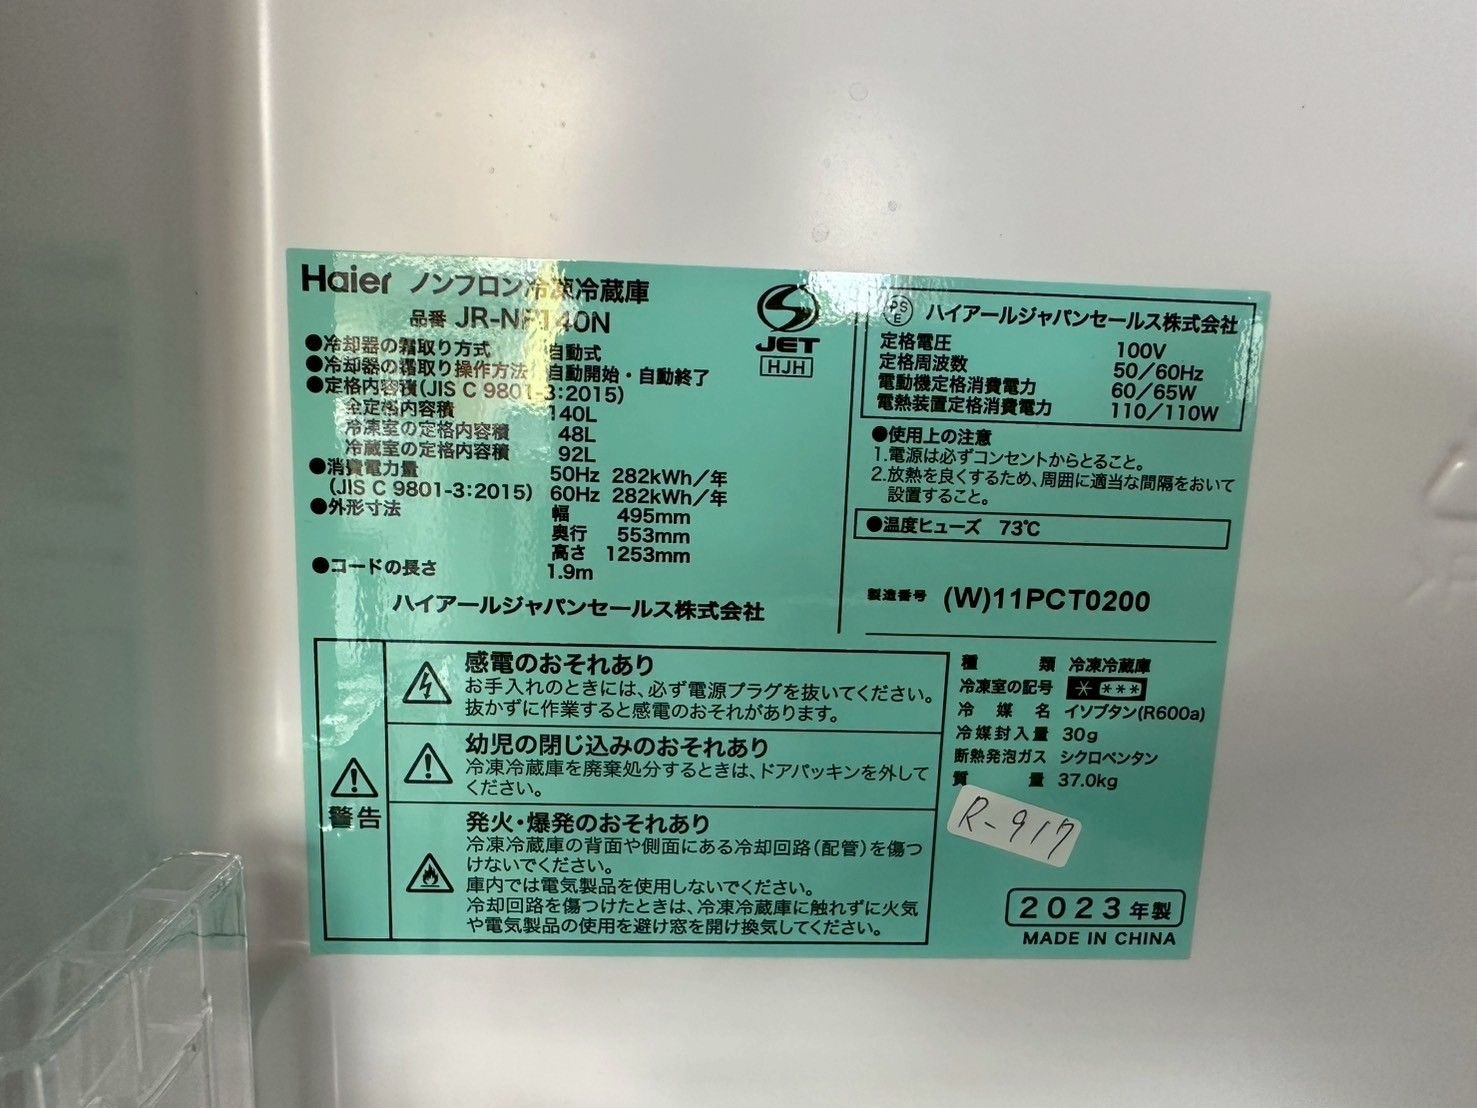 Haier ノンフロン冷凍冷蔵庫
品番 JR-NF140N
●冷却器の霜取り方式 自動式
●冷却器の霜取り操作方法 自動開始・自動終了
●定格内容積(JIS C 9801-3:2015)
全定格内容積 140L
冷凍室の定格内容積 48L
冷蔵室の定格内容積 92L
●消費電力量 50Hz 282kWh/年
(JIS C 9801-3:2015) 60Hz 282kWh/年
●外形寸法 幅 495mm
奥行 553mm
高さ 1253mm
●コードの長さ 1.9m
ハイアールジャパンセールス株式会社
JET
HJH
PSE ハイアールジャパンセールス株式会社
定格電圧 100V
定格周波数 50/60Hz
電動機定格消費電力 60/65W
電熱装置定格消費電力 110/110W
●使用上の注意
1.電源は必ずコンセントからとること。
2.放熱を良くするため、周囲に適当な間隔をおいて
設置すること。
●温度ヒューズ 73℃
製造番号 (W)11PCT0200
警告
感電のおそれあり
お手入れのときには、必ず電源プラグを抜いてください。
抜かずに作業すると感電のおそれがあります。
幼児の閉じ込みのおそれあり
冷凍冷蔵庫を廃棄処分するときは、ドアパッキンを外して
ください。
発火・爆発のおそれあり
冷凍冷蔵庫の背面や側面にある冷却回路(配管)を傷つ
けないでください。
庫内では電気製品を使用しないでください。
冷却回路を傷つけたときは、冷凍冷蔵庫に触れずに火気
や電気製品の使用を避け窓を開け換気してください。
種類 冷凍冷蔵庫
冷凍室の記号 * ***
冷媒名 イソブタン(R600a)
冷媒封入量 30g
断熱発泡ガス シクロペンタン
質量 37.0kg
R-917
2023年製
MADE IN CHINA